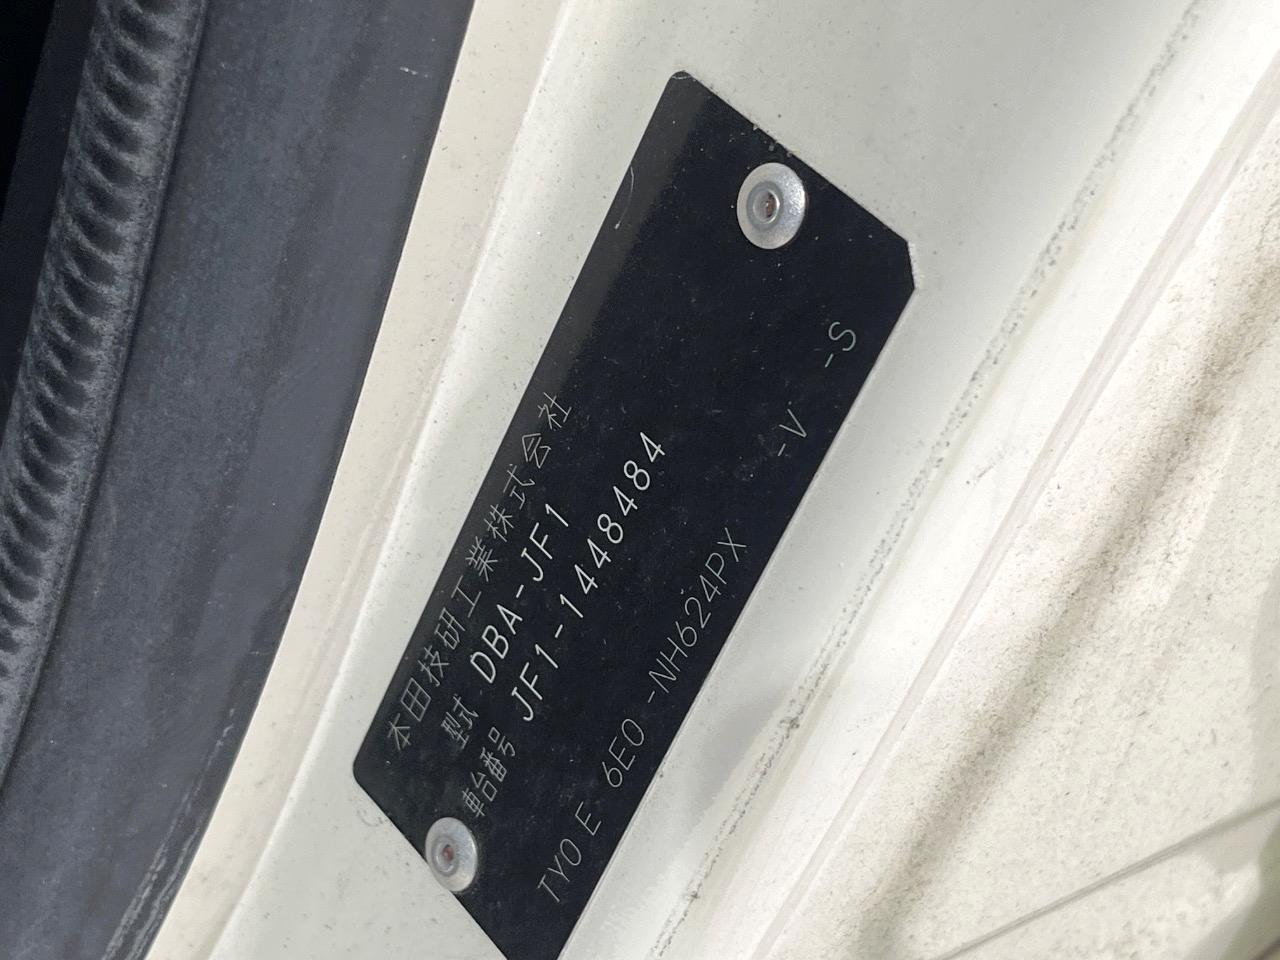 本田技研工業株式会社
型式 DBA-JF1
車台番号 JF1-1448484
TY0 E 6E0 -NH624PX -V -S